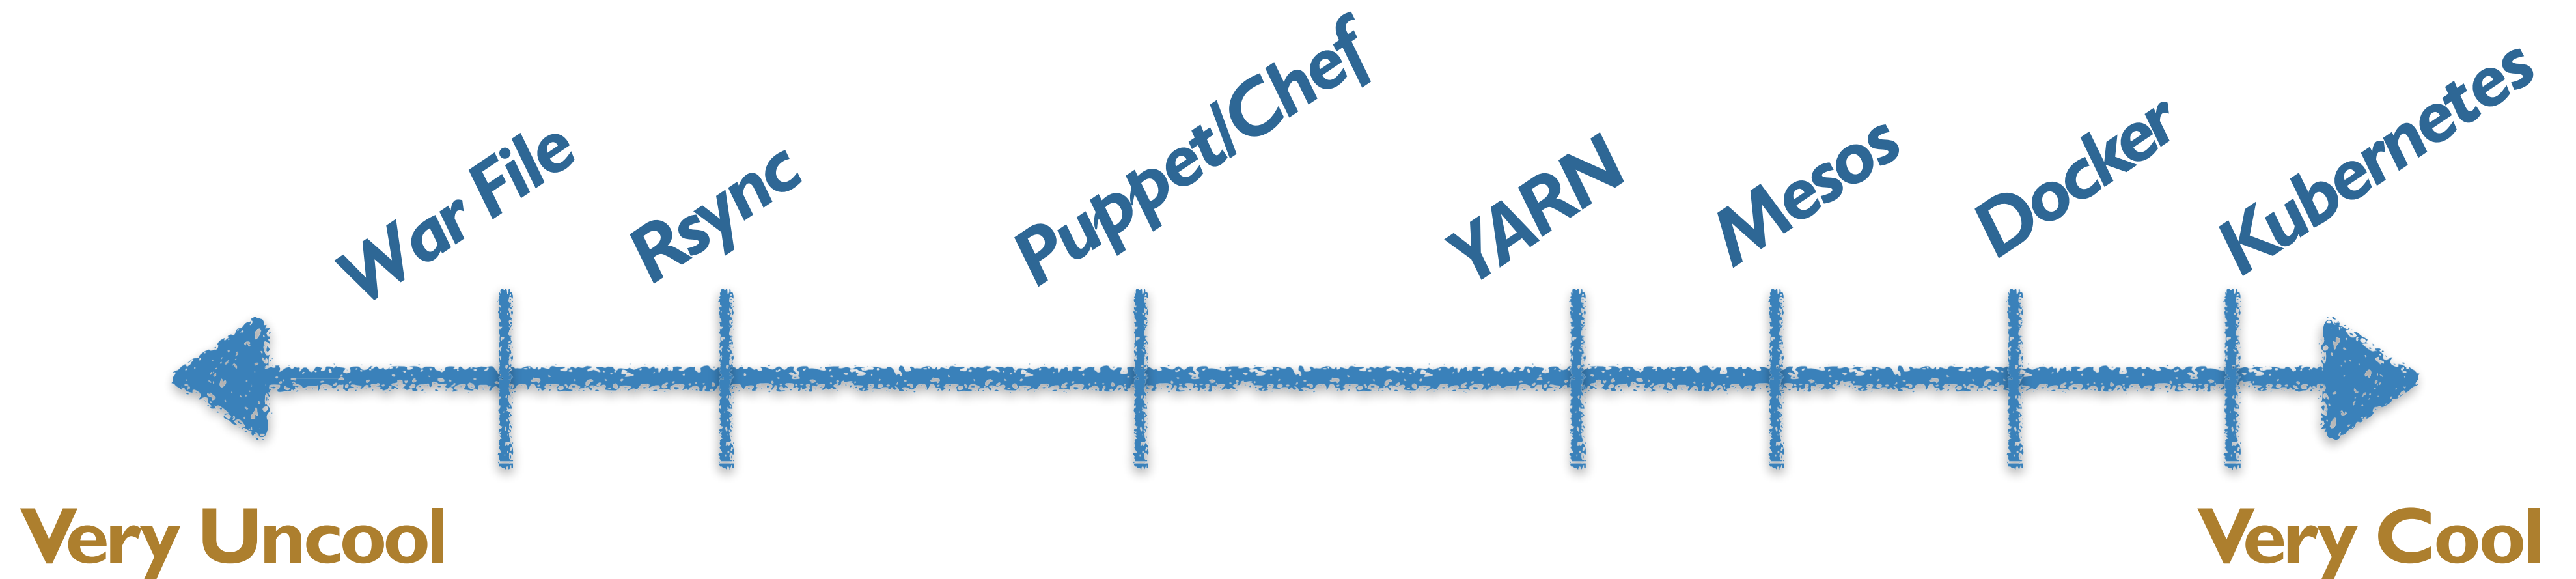 War File
Rsync
Puppet/Chef
YARN
Mesos
Docker
Kubernetes
Very Uncool
Very Cool